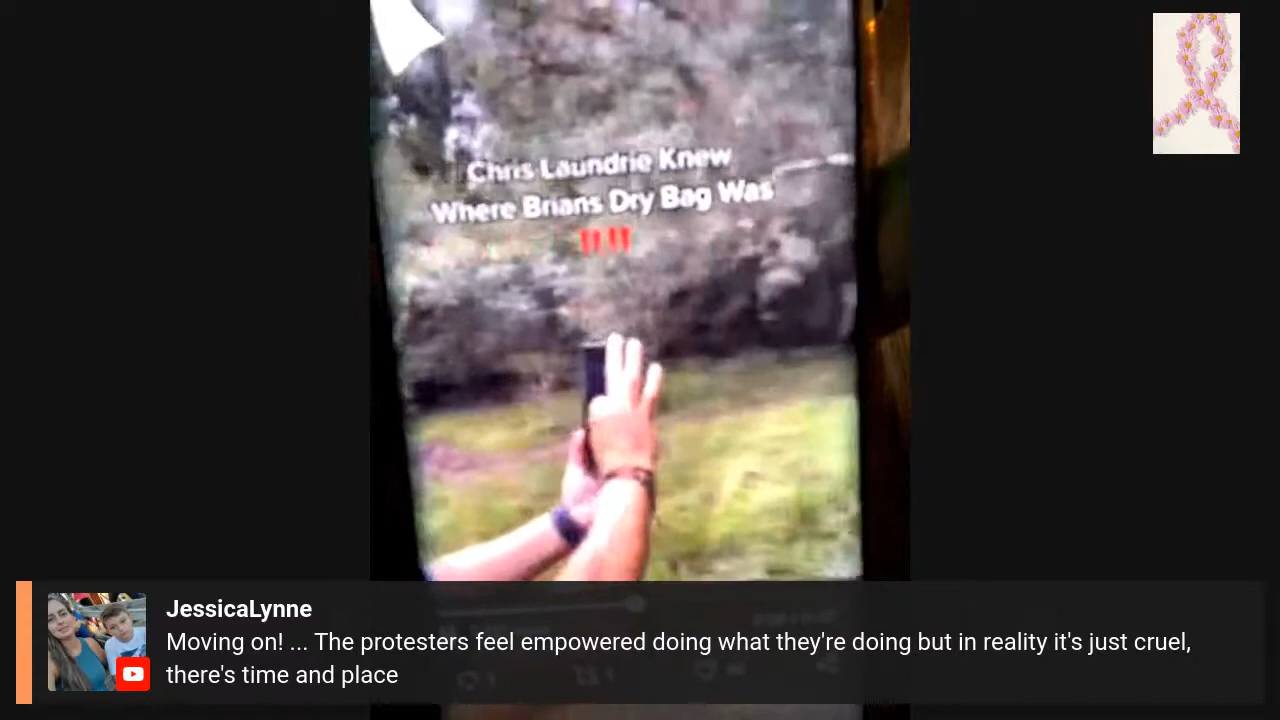 Chris Laundrie Knew
Where Brians Dry Bag Was
‼‼
JessicaLynne
Moving on! ... The protesters feel empowered doing what they're doing but in reality it's just cruel,
there's time and place